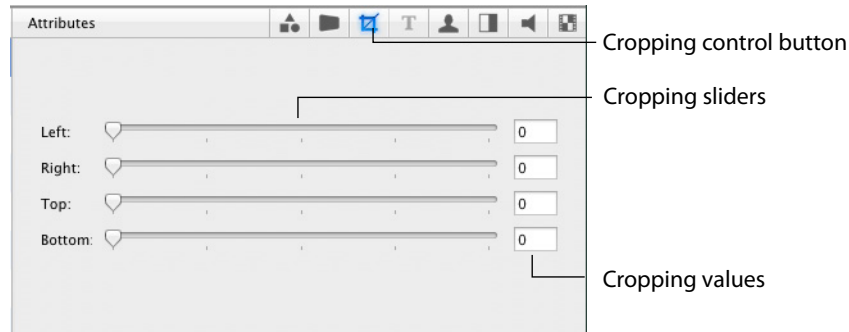 Attributes
T
Cropping control button
Cropping sliders
Left: 0
Right: 0
Top: 0
Bottom: 0
Cropping values